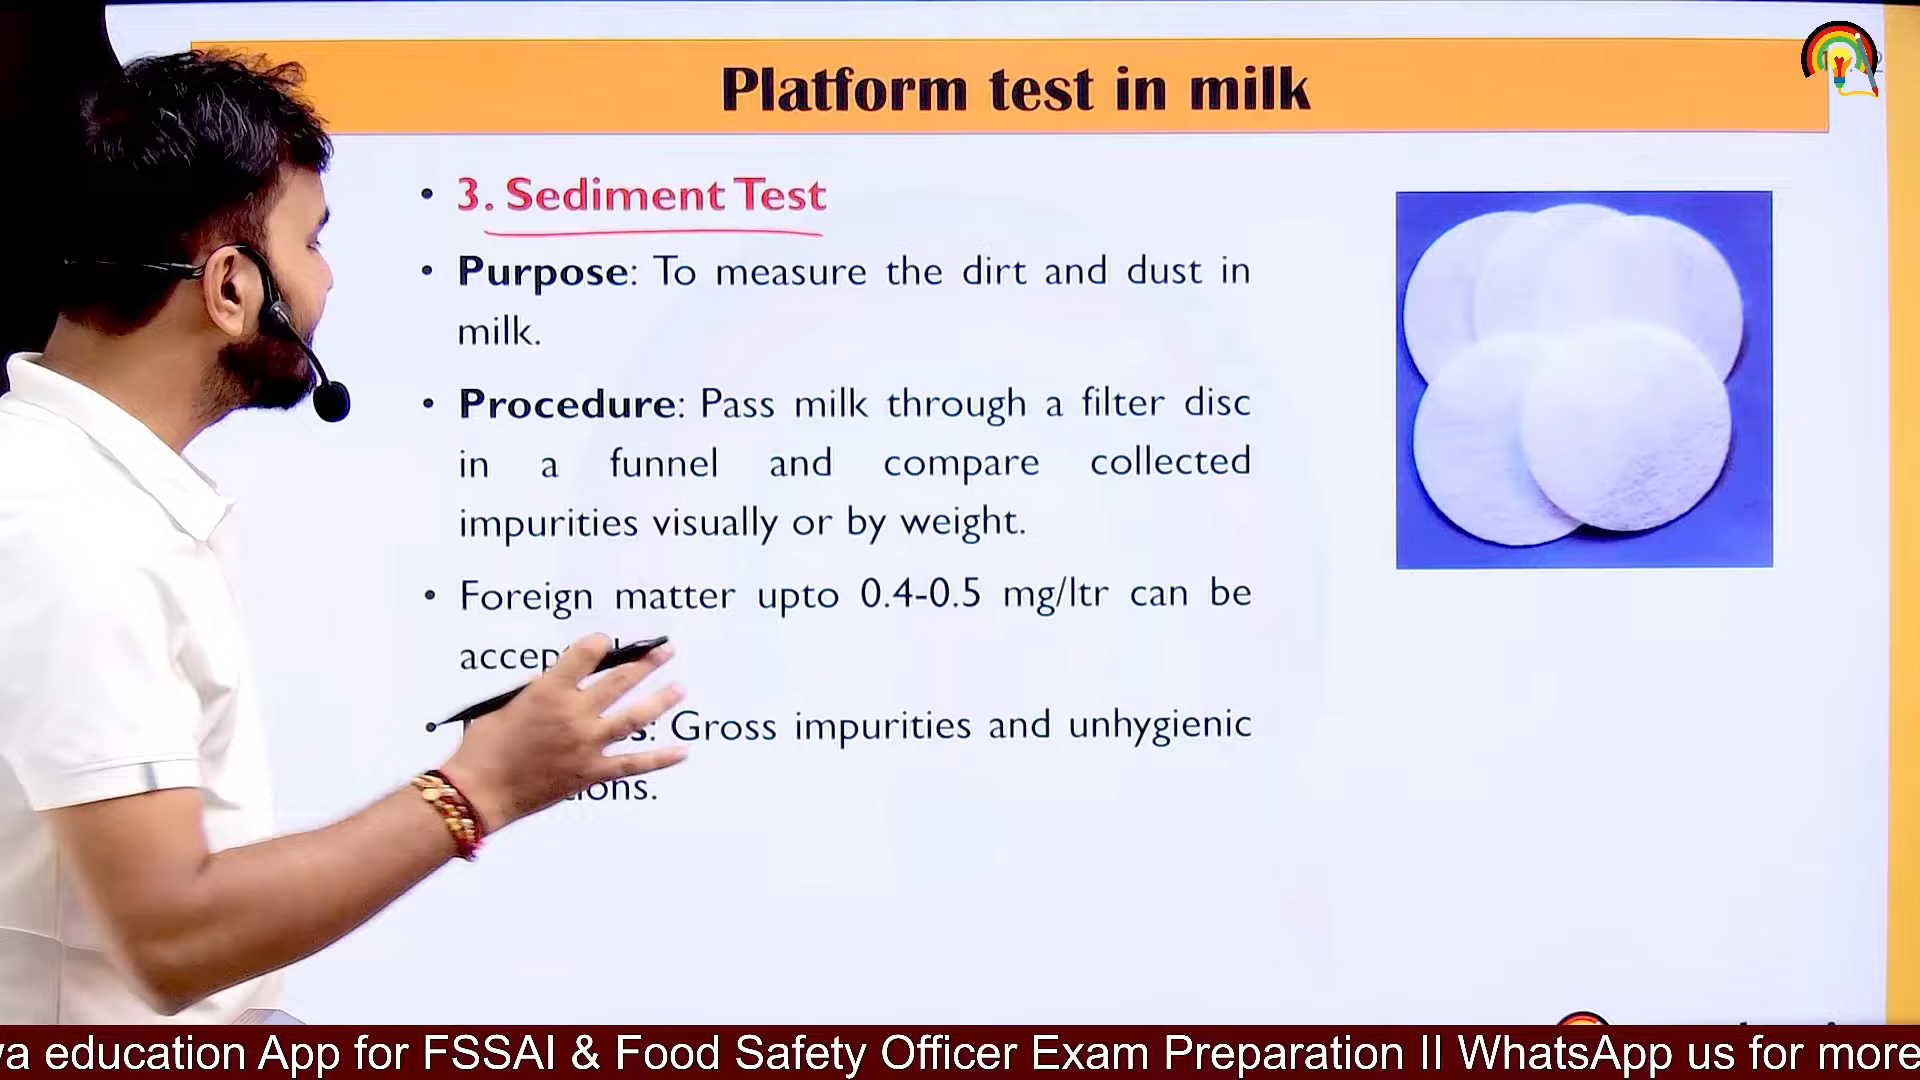 Platform test in milk
• 3. Sediment Test
• Purpose: To measure the dirt and dust in
milk.
• Procedure: Pass milk through a filter disc
in a funnel and compare collected
impurities visually or by weight.
• Foreign matter upto 0.4-0.5 mg/ltr can be
• Gross impurities and unhygienic
education App for FSSAI & Food Safety Officer Exam Preparation II WhatsApp us for more